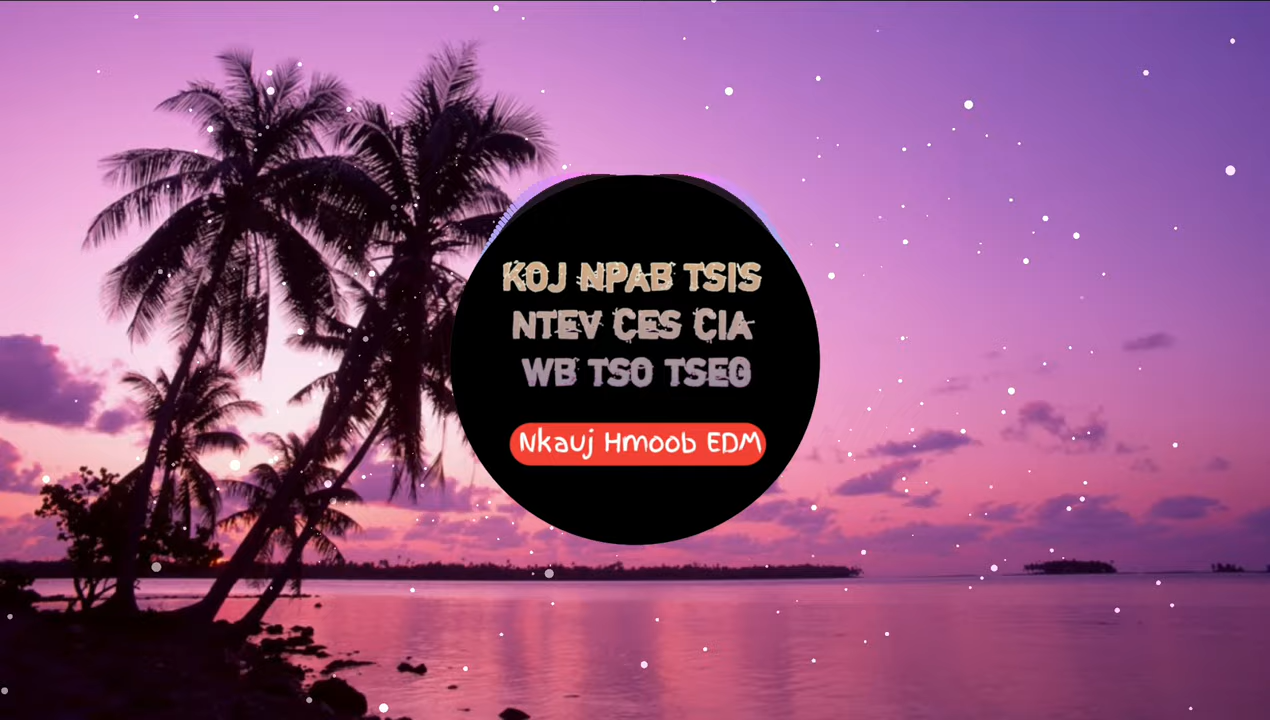 KOJ NPAB TSIS
NTEV CES CIA
WB TSO TSEG
Nkauj Hmoob EDM